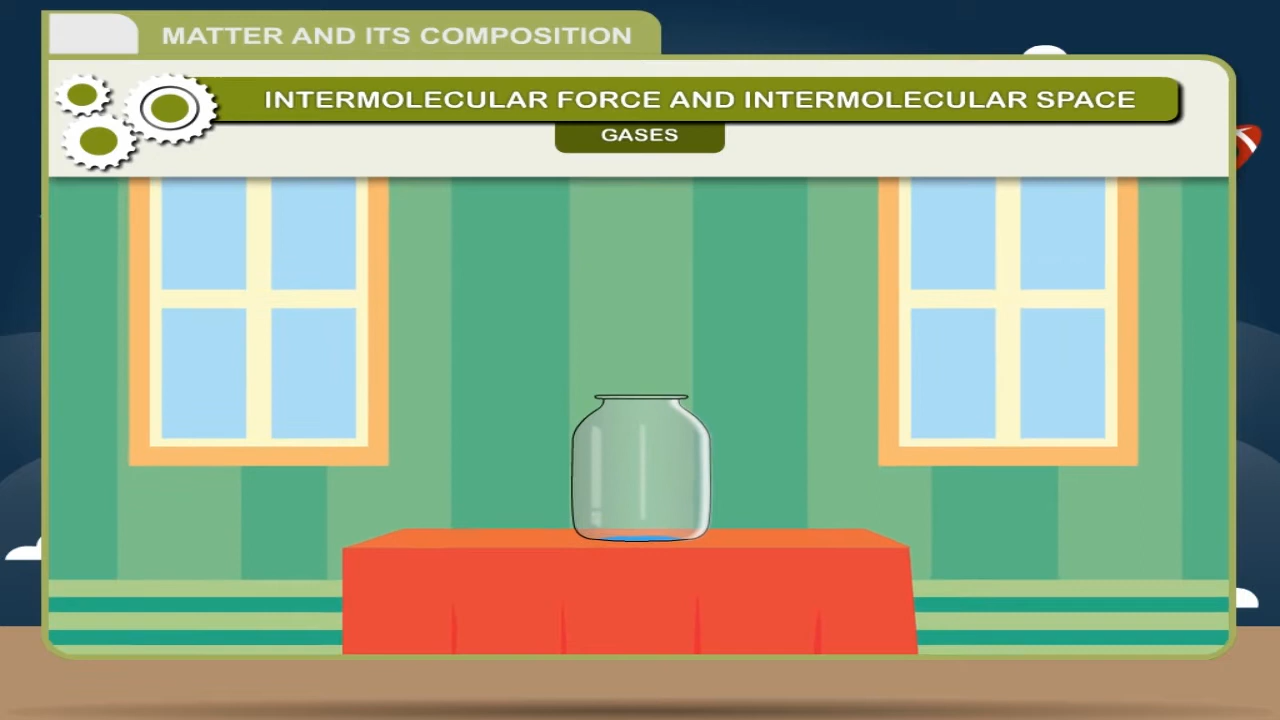 MATTER AND ITS COMPOSITION
INTERMOLECULAR FORCE AND INTERMOLECULAR SPACE
GASES